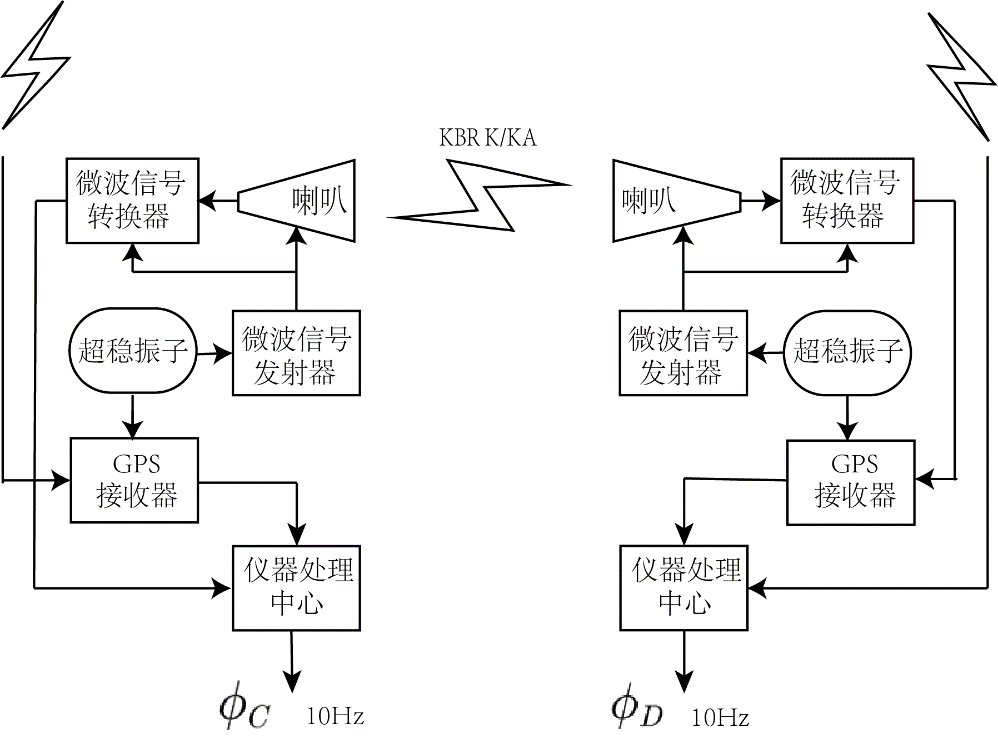 KBR K/KA
微波信号
转换器
喇叭
喇叭
微波信号
转换器
超稳振子
微波信号
发射器
微波信号
发射器
超稳振子
GPS
接收器
GPS
接收器
仪器处理
中心
仪器处理
中心
ϕC 10Hz
ϕD 10Hz